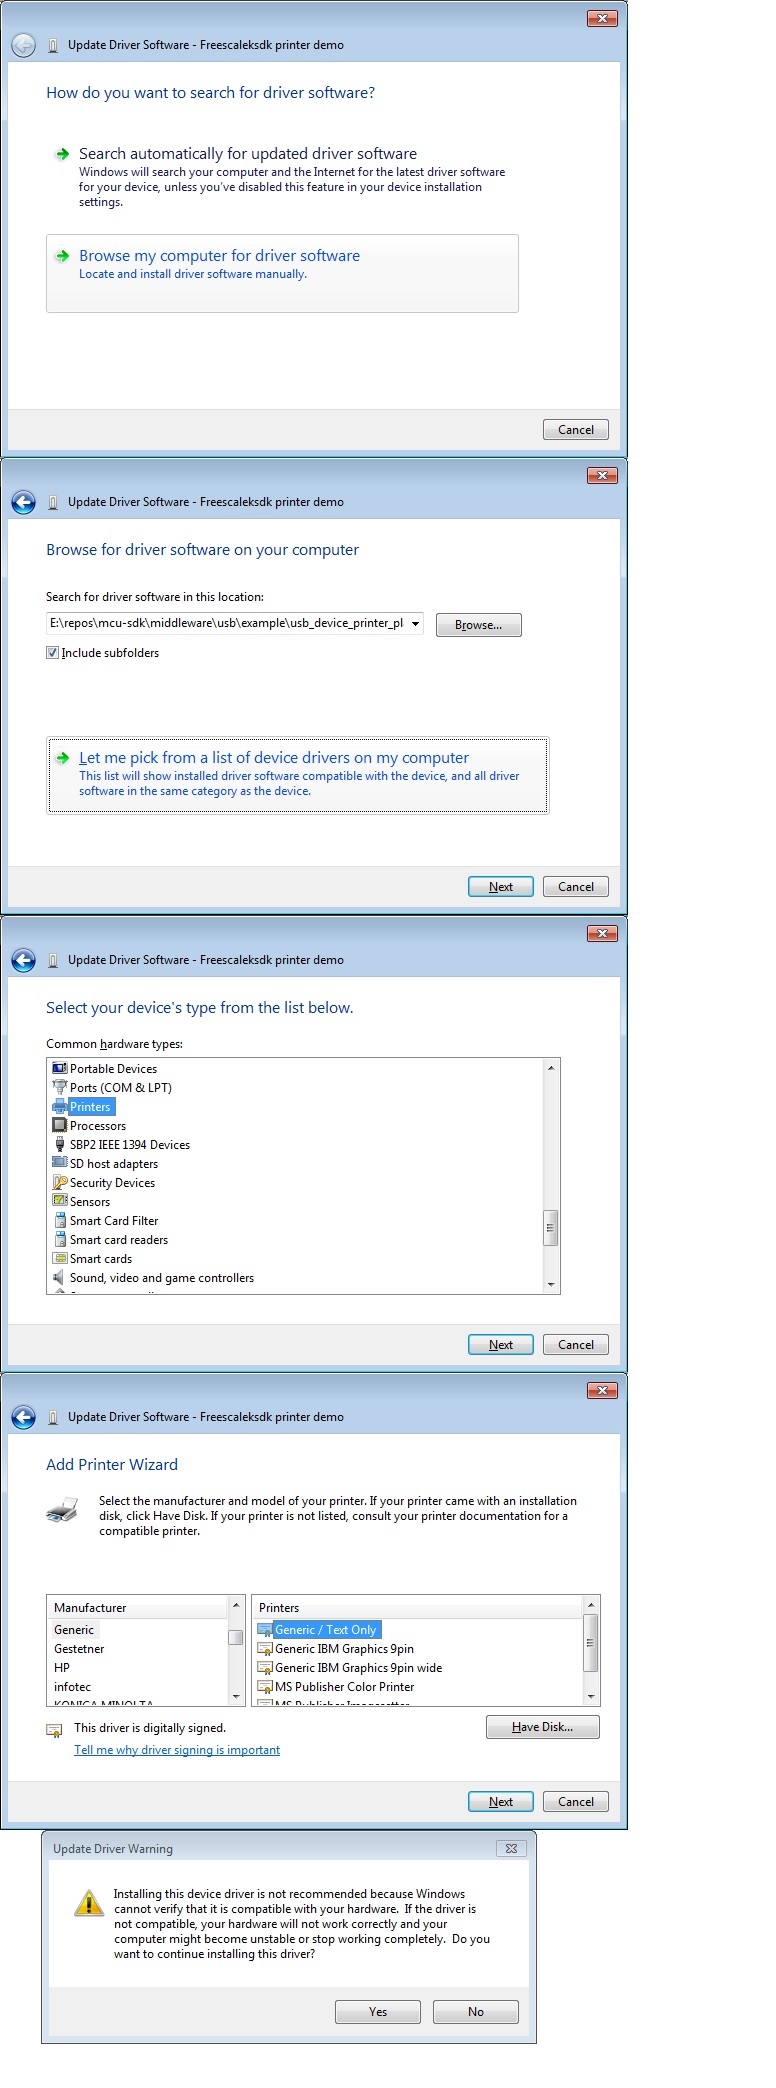 Update Driver Software - Freescaleksdk printer demo
How do you want to search for driver software?
Search automatically for updated driver software
Windows will search your computer and the Internet for the latest driver software
for your device, unless you've disabled this feature in your device installation
settings.
Browse my computer for driver software
Locate and install driver software manually.
Cancel
Update Driver Software - Freescaleksdk printer demo
Browse for driver software on your computer
Search for driver software in this location:
E:\repos\mcu-sdk\middleware\usb\example\usb_device_printer_pl
Browse...
Include subfolders
Let me pick from a list of device drivers on my computer
This list will show installed driver software compatible with the device, and all driver
software in the same category as the device.
Next Cancel
Update Driver Software - Freescaleksdk printer demo
Select your device's type from the list below.
Common hardware types:
Portable Devices
Ports (COM & LPT)
Printers
Processors
SBP2 IEEE 1394 Devices
SD host adapters
Security Devices
Sensors
Smart Card Filter
Smart card readers
Smart cards
Sound, video and game controllers
Next Cancel
Update Driver Software - Freescaleksdk printer demo
Add Printer Wizard
Select the manufacturer and model of your printer. If your printer came with an installation
disk, click Have Disk. If your printer is not listed, consult your printer documentation for a
compatible printer.
Manufacturer
Generic
Gestetner
HP
infotec
KONICA MINOLTA
Printers
Generic / Text Only
Generic IBM Graphics 9pin
Generic IBM Graphics 9pin wide
MS Publisher Color Printer
MS Publisher Imagesetter
This driver is digitally signed.
Have Disk...
Tell me why driver signing is important
Next Cancel
Update Driver Warning
Installing this device driver is not recommended because Windows
cannot verify that it is compatible with your hardware. If the driver is
not compatible, your hardware will not work correctly and your
computer might become unstable or stop working completely. Do you
want to continue installing this driver?
Yes No